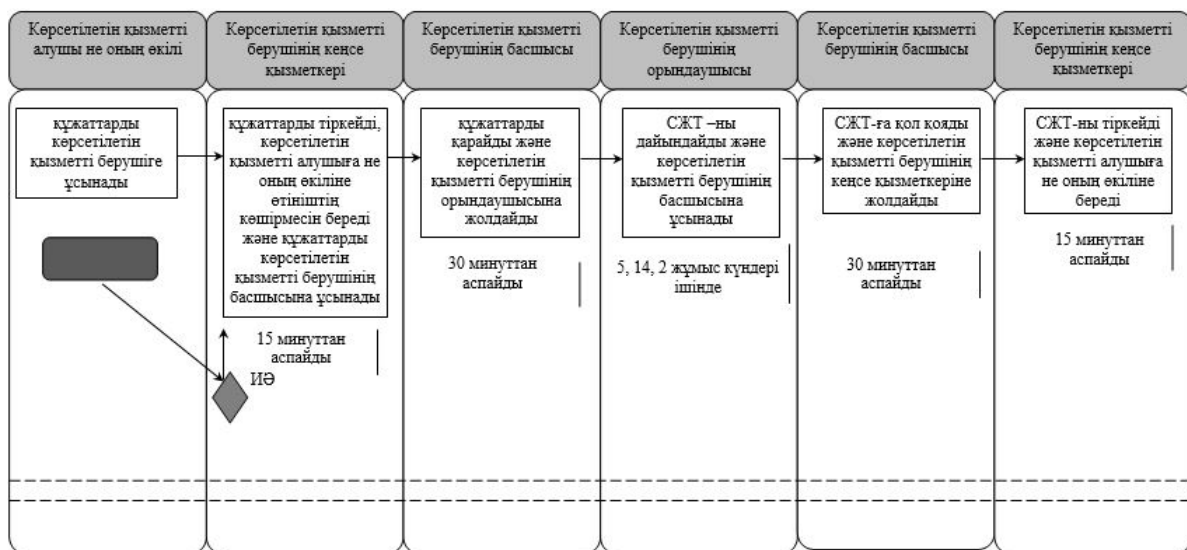 Көрсетілетін қызметті
алушы не оның өкілі
Көрсетілетін қызметті
берушінің кеңсе
қызметкері
Көрсетілетін қызметті
берушінің басшысы
Көрсетілетін қызметті
берушінің
орындаушысы
Көрсетілетін қызметті
берушінің басшысы
Көрсетілетін қызметті
берушінің кеңсе
қызметкері
құжаттарды
көрсетілетін
қызметті берушіге
ұсынады
құжаттарды тіркейді,
көрсетілетін
қызметті алушыға не
оның өкіліне
өтініштің
көшірмесін береді
және құжаттарды
көрсетілетін
қызметті берушінің
басшысына ұсынады
15 минуттан
аспайды
ИӘ
құжаттарды
қарайды және
көрсетілетін
қызметті берушінің
орындаушысына
жолдайды
30 минуттан
аспайды
СЖТ –ны
дайындайды және
көрсетілетін
қызметті берушінің
басшысына
ұсынады
5, 14, 2 жұмыс күндері
ішінде
СЖТ-ға қол қояды
және көрсетілетін
қызметті берушінің
кеңсе қызметкеріне
жолдайды
30 минуттан
аспайды
СЖТ-ны тіркейді
және көрсетілетін
қызметті алушыға
не оның өкіліне
береді
15 минуттан
аспайды